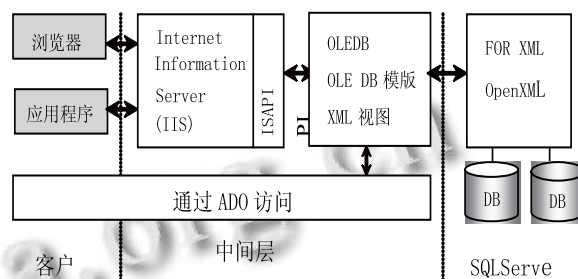 浏览器
应用程序
Internet
Information
Server
(IIS)
ISAPI
PI
OLEDB
OLE DB 模版
XML 视图
FOR XML
OpenXML
DB
DB
通过 ADO 访问
客户
中间层
SQLServe